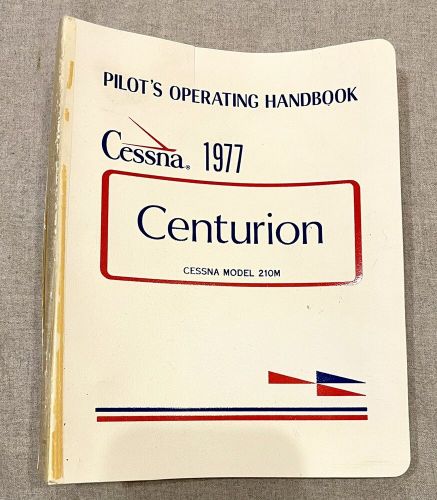 PILOT'S OPERATING HANDBOOK
Cessna® 1977
Centurion
CESSNA MODEL 210M